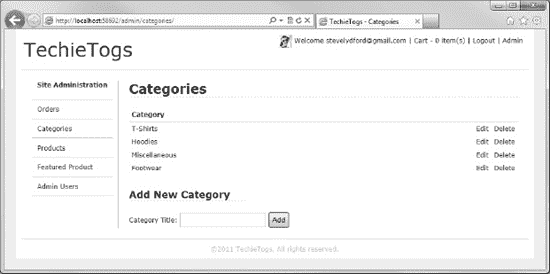 http://localhost:58692/admin/categories/
TechieTogs - Categories
TechieTogs
Welcome stevelydford@gmail.com | Cart - 0 item(s) | Logout | Admin
Site Administration
Orders
Categories
Products
Featured Product
Admin Users
Categories
Category
T-Shirts Edit Delete
Hoodies Edit Delete
Miscellaneous Edit Delete
Footwear Edit Delete
Add New Category
Category Title: Add
©2011 TechieTogs. All rights reserved.